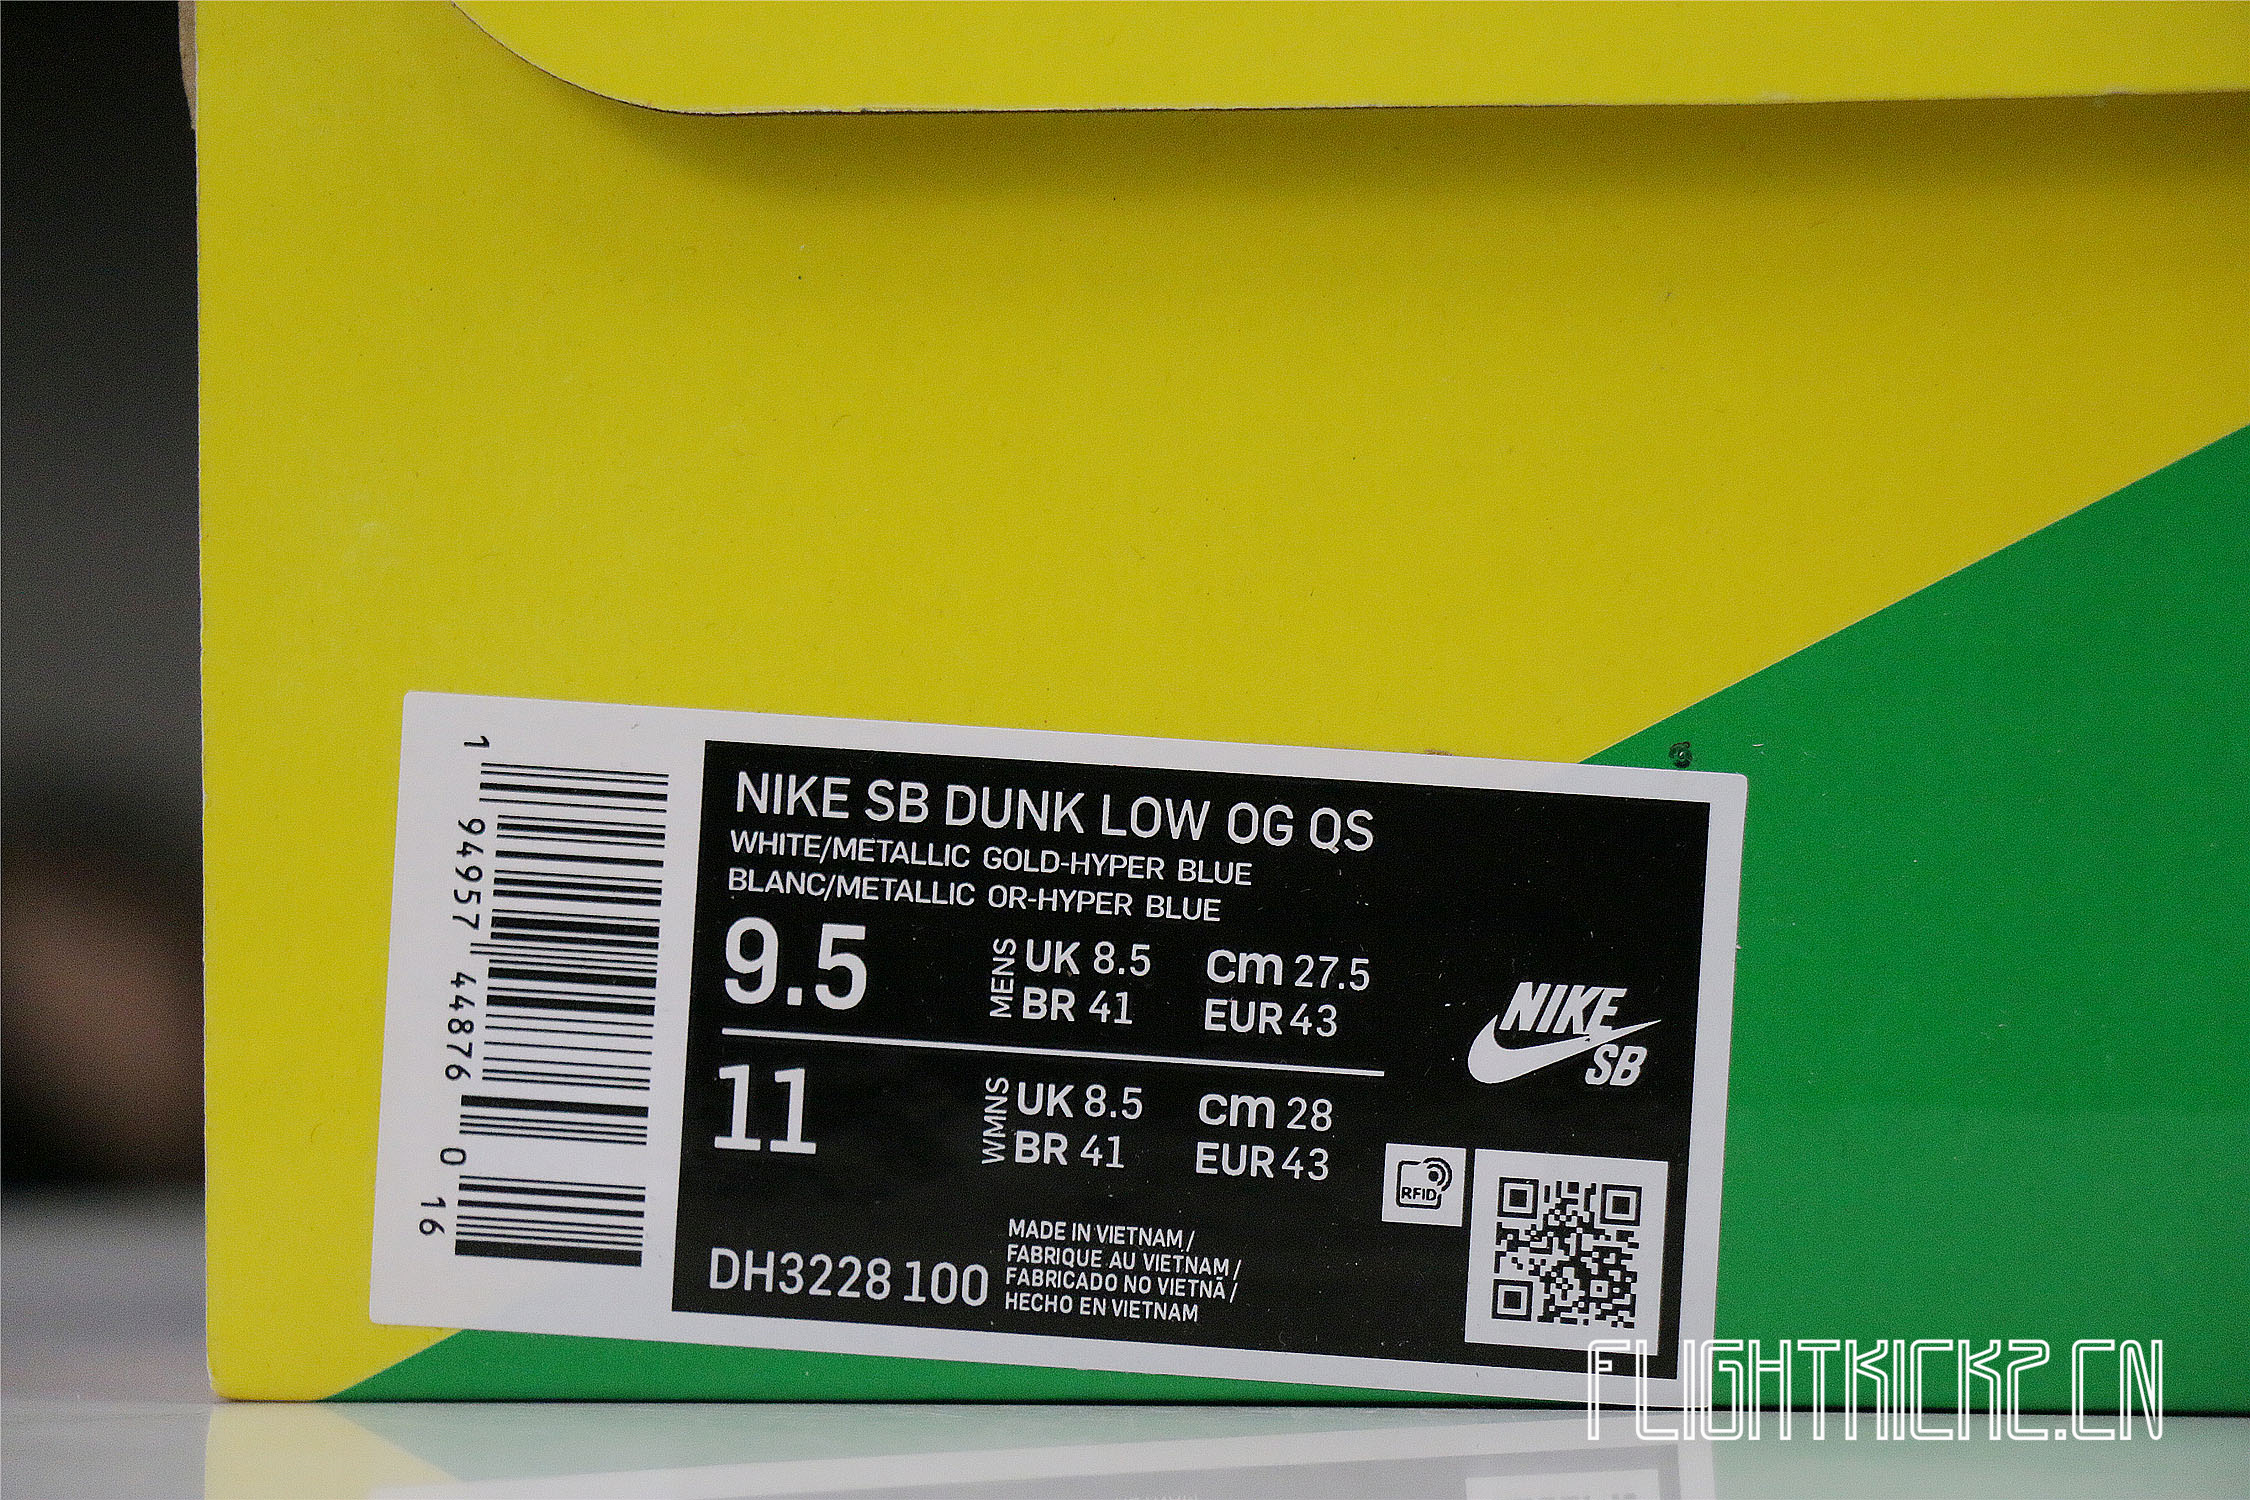 NIKE SB DUNK LOW OG QS
WHITE/METALLIC GOLD-HYPER BLUE
BLANC/METALLIC OR-HYPER BLUE
9.5
MENS
UK 8.5 cm 27.5
BR 41 EUR 43
11
WMNS
UK 8.5 cm 28
BR 41 EUR 43
NIKE
SB
RFID
DH3228 100
MADE IN VIETNAM /
FABRIQUE AU VIETNAM /
FABRICADO NO VIETNÃ /
HECHO EN VIETNAM
1 94957 44876 0 16
FLIGHTKICKZ.CN